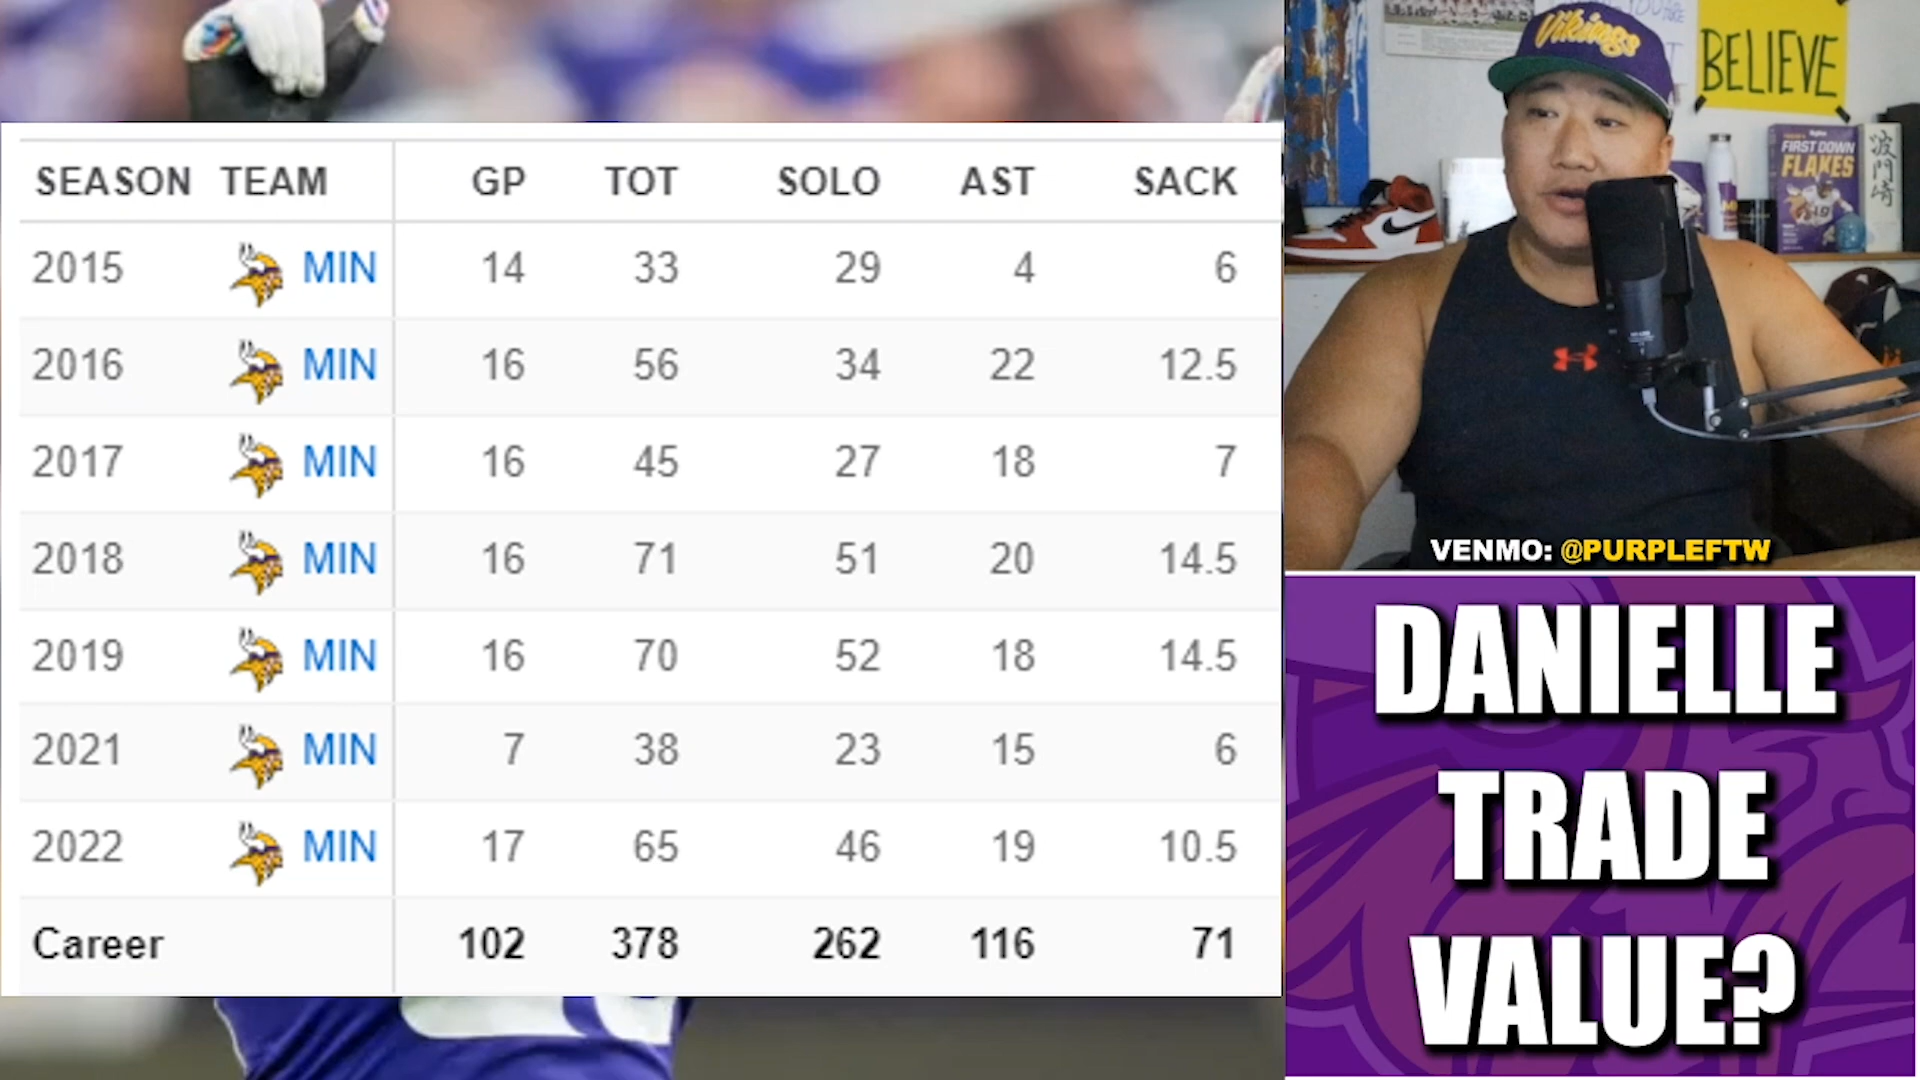 SEASON TEAM GP TOT SOLO AST SACK
2015 MIN 14 33 29 4 6
2016 MIN 16 56 34 22 12.5
2017 MIN 16 45 27 18 7
2018 MIN 16 71 51 20 14.5
2019 MIN 16 70 52 18 14.5
2021 MIN 7 38 23 15 6
2022 MIN 17 65 46 19 10.5
Career 102 378 262 116 71
Vikings
BELIEVE
FIRST DOWN
FLAKES
VENMO: @PURPLEFTW
DANIELLE
TRADE
VALUE?